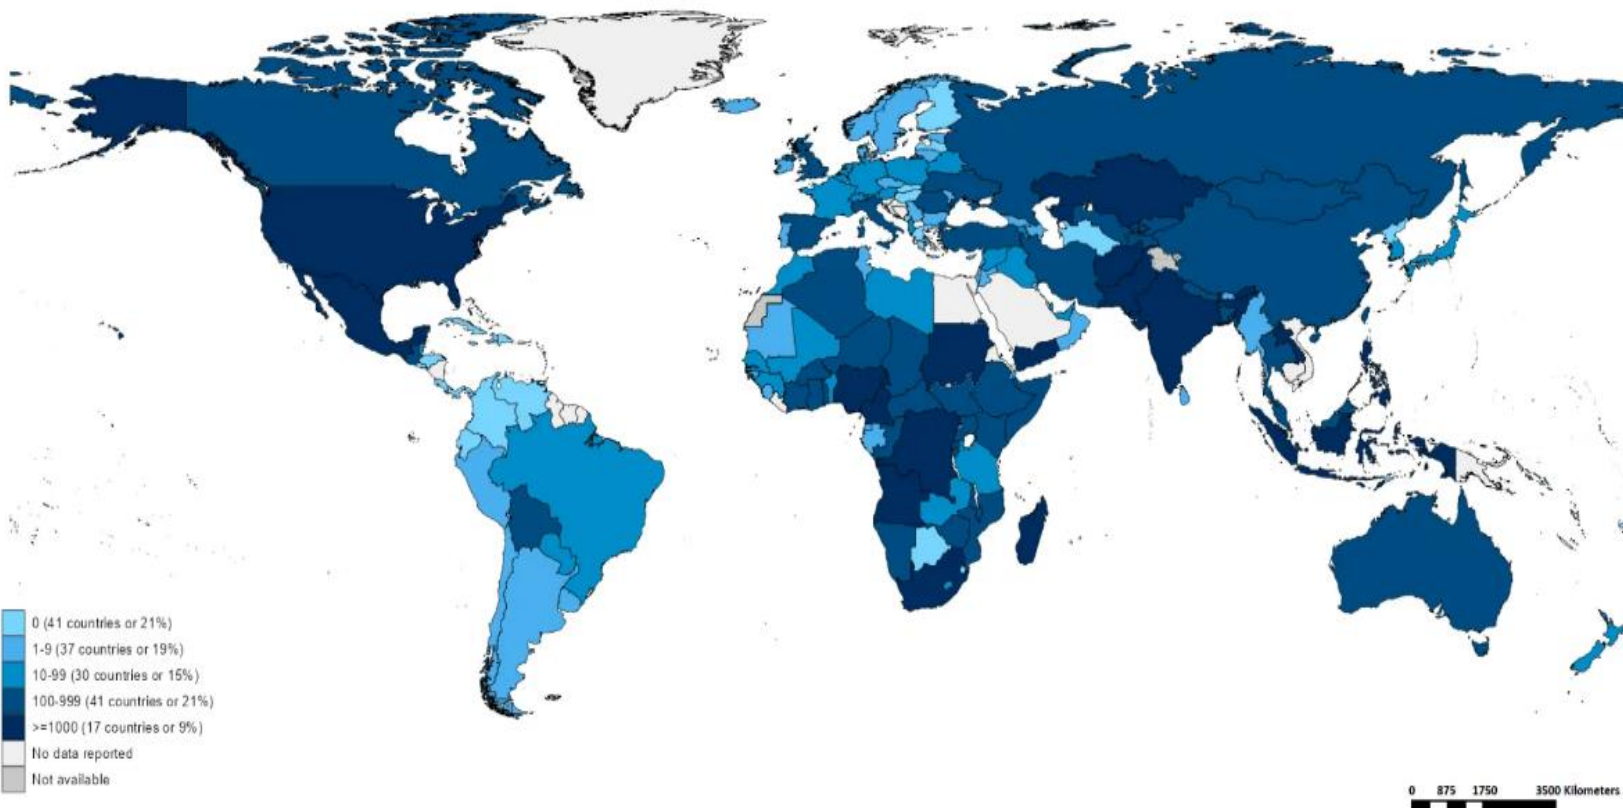 0 (41 countries or 21%)
1-9 (37 countries or 19%)
10-99 (30 countries or 15%)
100-999 (41 countries or 21%)
>=1000 (17 countries or 9%)
No data reported
Not available
0 875 1750 3500 Kilometers